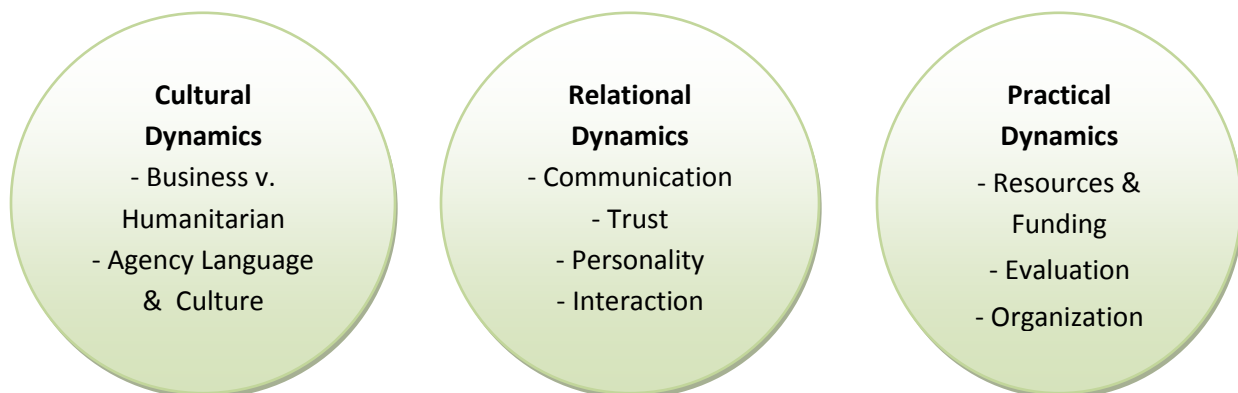 Cultural
Dynamics
- Business v.
Humanitarian
- Agency Language
& Culture
Relational
Dynamics
- Communication
- Trust
- Personality
- Interaction
Practical
Dynamics
- Resources &
Funding
- Evaluation
- Organization